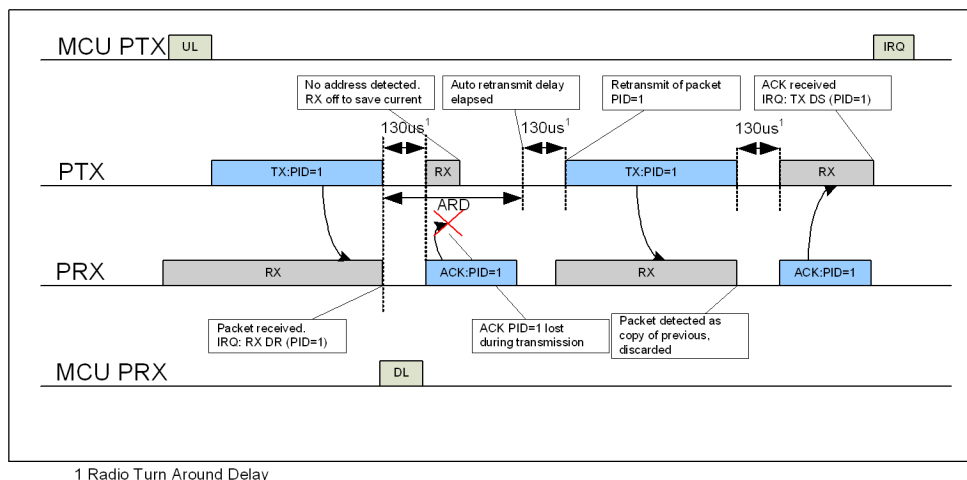 MCU PTX
UL
IRQ
No address detected.
RX off to save current
Auto retransmit delay
elapsed
Retransmit of packet
PID=1
ACK received
IRQ: TX DS (PID=1)
130us1
130us1
130us1
PTX
TX:PID=1
RX
TX:PID=1
RX
ARD
PRX
RX
ACK:PID=1
RX
ACK:PID=1
Packet received.
IRQ: RX DR (PID=1)
ACK PID=1 lost
during transmission
Packet detected as
copy of previous,
discarded
MCU PRX
DL
1 Radio Turn Around Delay